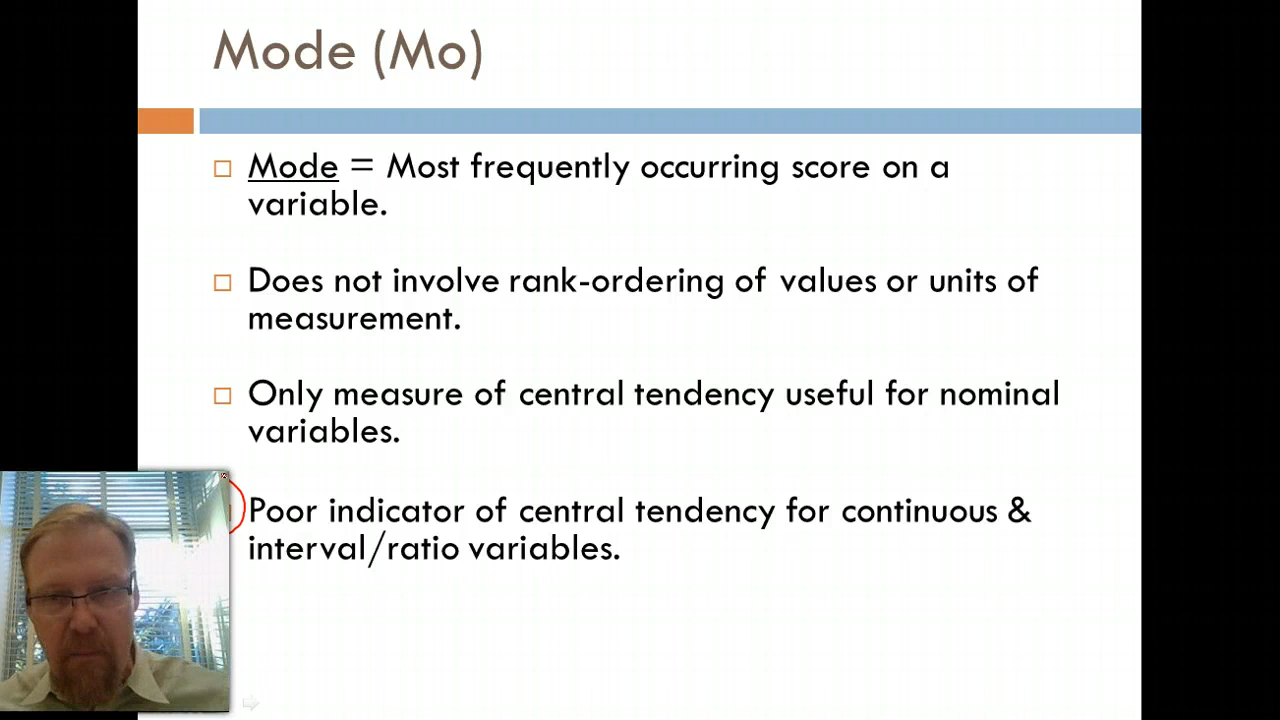 Mode (Mo)
Mode = Most frequently occurring score on a
variable.
Does not involve rank-ordering of values or units of
measurement.
Only measure of central tendency useful for nominal
variables.
Poor indicator of central tendency for continuous &
interval/ratio variables.